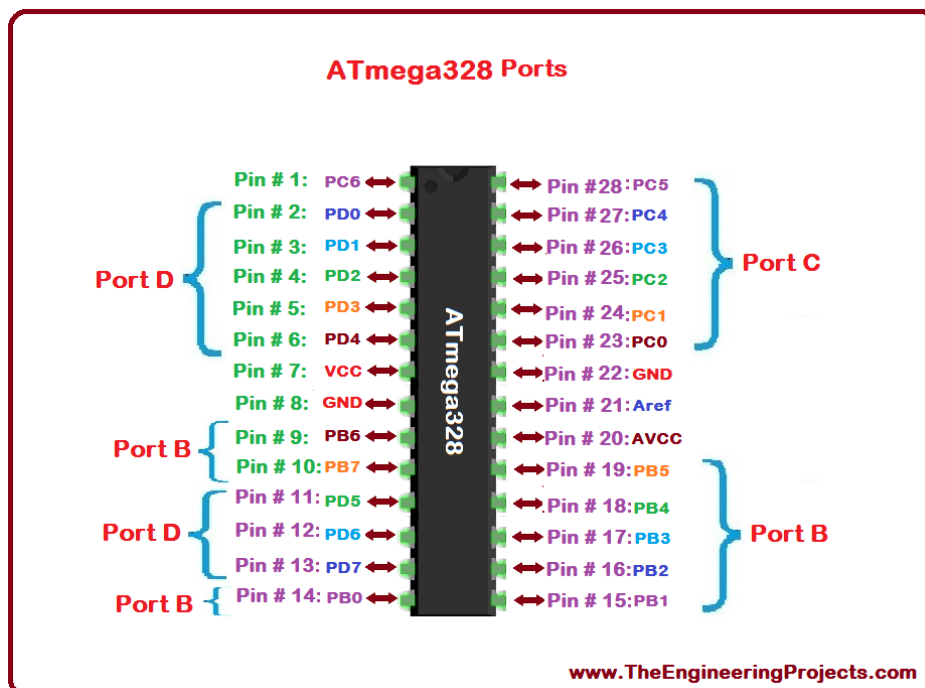 ATmega328 Ports
Pin # 1: PC6
Pin # 2: PD0
Pin # 3: PD1
Pin # 4: PD2
Pin # 5: PD3
Pin # 6: PD4
Port D
Pin # 7: VCC
Pin # 8: GND
Pin # 9: PB6
Pin # 10: PB7
Port B
Pin # 11: PD5
Pin # 12: PD6
Pin # 13: PD7
Port D
Pin # 14: PB0
Port B
ATmega328
Pin #28: PC5
Pin # 27: PC4
Pin # 26: PC3
Pin # 25: PC2
Pin # 24: PC1
Pin # 23: PC0
Port C
Pin # 22: GND
Pin # 21: Aref
Pin # 20: AVCC
Pin # 19: PB5
Pin # 18: PB4
Pin # 17: PB3
Pin # 16: PB2
Pin # 15: PB1
Port B
www.TheEngineeringProjects.com